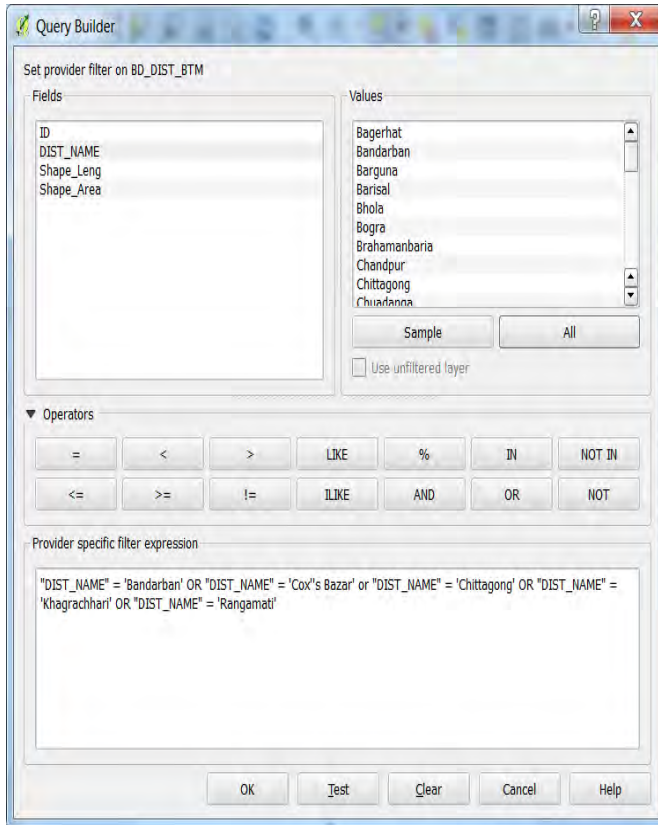 Query Builder
Set provider filter on BD_DIST_BTM
Fields
ID
DIST_NAME
Shape_Leng
Shape_Area
Values
Bagerhat
Bandarban
Barguna
Barisal
Bhola
Bogra
Brahamanbaria
Chandpur
Chittagong
Chuadanga
Sample All
Use unfiltered layer
Operators
= < > LIKE % IN NOT IN
<= >= != ILIKE AND OR NOT
Provider specific filter expression
"DIST_NAME" = 'Bandarban' OR "DIST_NAME" = 'Cox''s Bazar' or "DIST_NAME" = 'Chittagong' OR "DIST_NAME" =
'Khagrachhari' OR "DIST_NAME" = 'Rangamati'
OK Test Clear Cancel Help